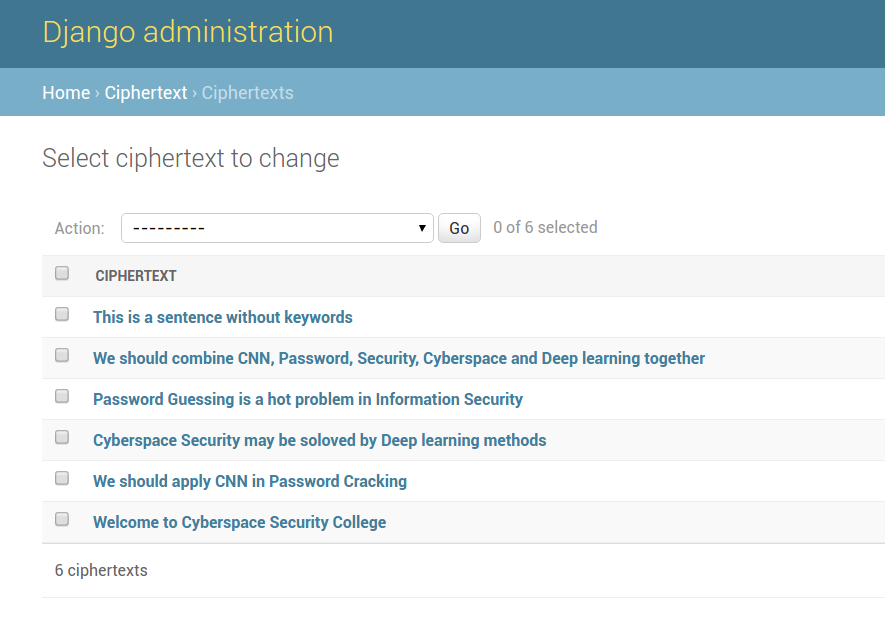 Django administration
Home › Ciphertext › Ciphertexts
Select ciphertext to change
Action: --------- Go 0 of 6 selected
CIPHERTEXT
This is a sentence without keywords
We should combine CNN, Password, Security, Cyberspace and Deep learning together
Password Guessing is a hot problem in Information Security
Cyberspace Security may be soloved by Deep learning methods
We should apply CNN in Password Cracking
Welcome to Cyberspace Security College
6 ciphertexts